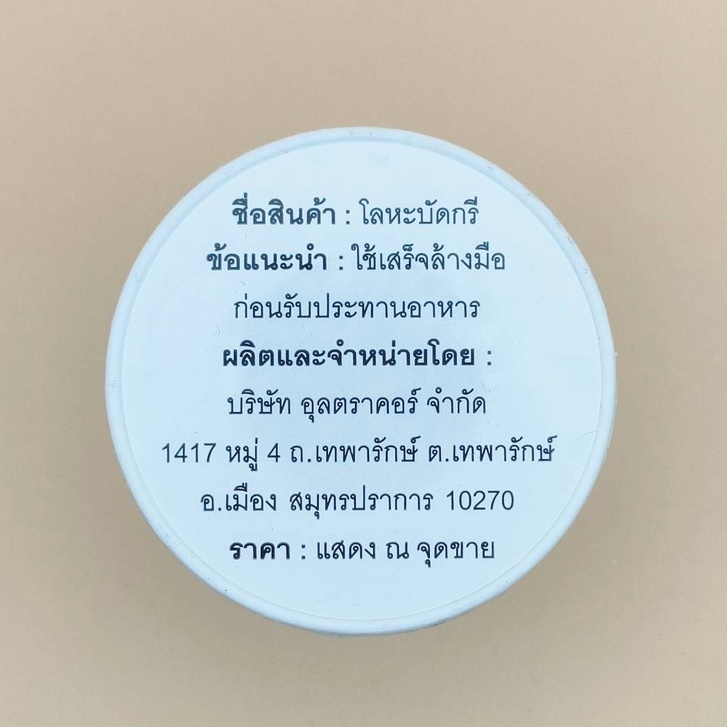 ชื่อสินค้า : โลหะบัดกรี
ข้อแนะนำ : ใช้เสร็จล้างมือ
ก่อนรับประทานอาหาร
ผลิตและจำหน่ายโดย :
บริษัท อุลตราคอร์ จำกัด
1417 หมู่ 4 ถ.เทพารักษ์ ต.เทพารักษ์
อ.เมือง สมุทรปราการ 10270
ราคา : แสดง ณ จุดขาย